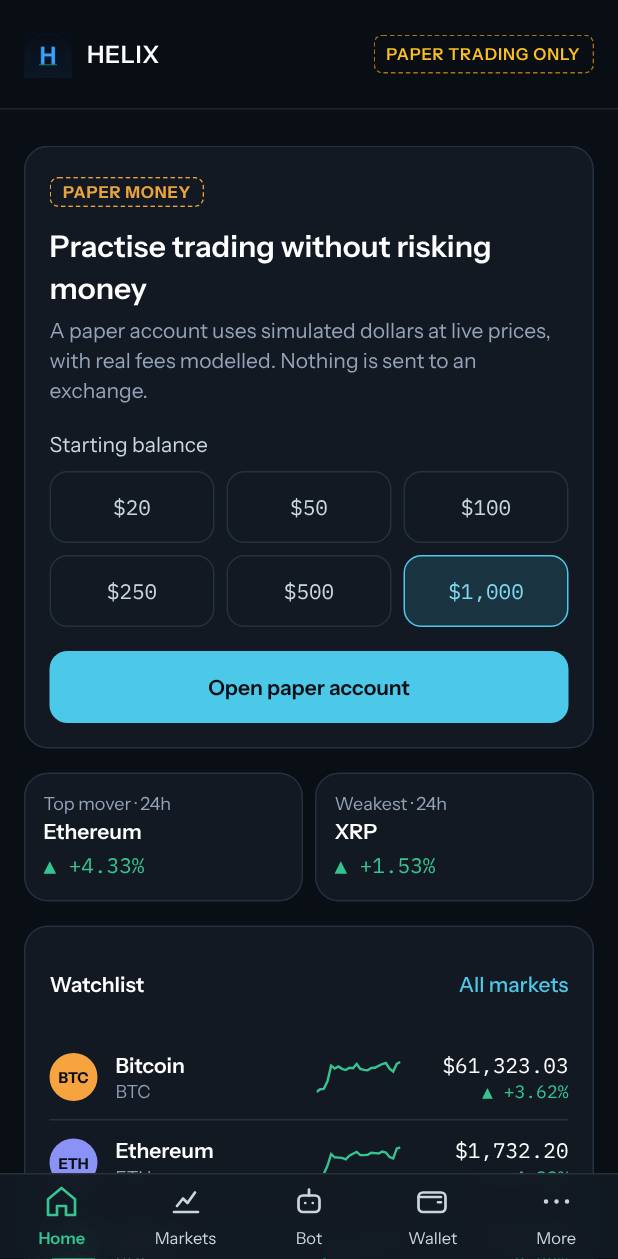 H HELIX PAPER TRADING ONLY
PAPER MONEY
Practise trading without risking
money
A paper account uses simulated dollars at live prices,
with real fees modelled. Nothing is sent to an
exchange.
Starting balance
$20 $50 $100
$250 $500 $1,000
Open paper account
Top mover · 24h
Ethereum
▲ +4.33%
Weakest · 24h
XRP
▲ +1.53%
Watchlist All markets
BTC Bitcoin $61,323.03
BTC ▲ +3.62%
ETH Ethereum $1,732.20
Home Markets Bot Wallet More